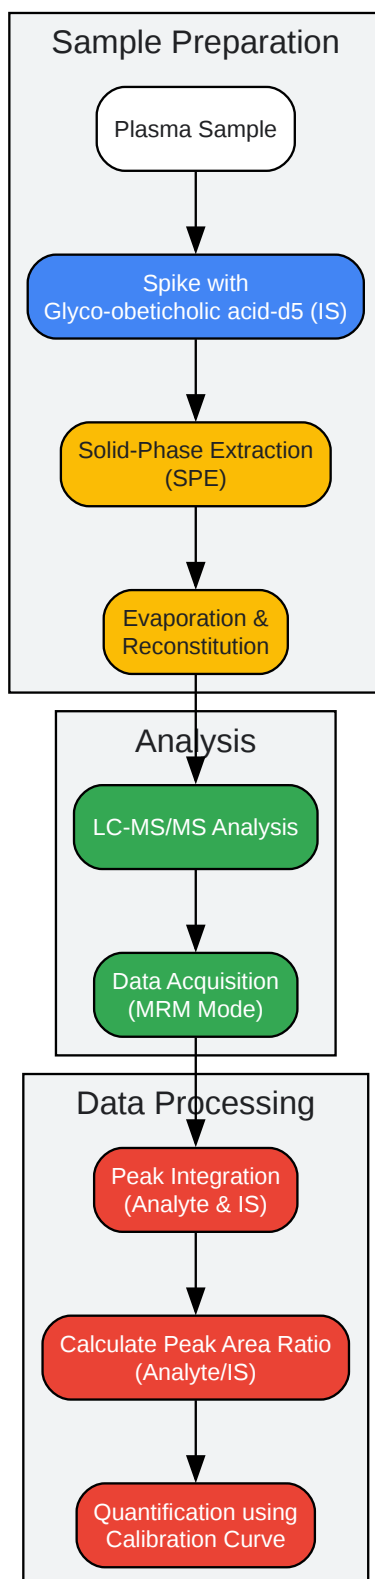 Sample Preparation
Plasma Sample
Spike with
Glyco-obeticholic acid-d5 (IS)
Solid-Phase Extraction
(SPE)
Evaporation &
Reconstitution
Analysis
LC-MS/MS Analysis
Data Acquisition
(MRM Mode)
Data Processing
Peak Integration
(Analyte & IS)
Calculate Peak Area Ratio
(Analyte/IS)
Quantification using
Calibration Curve